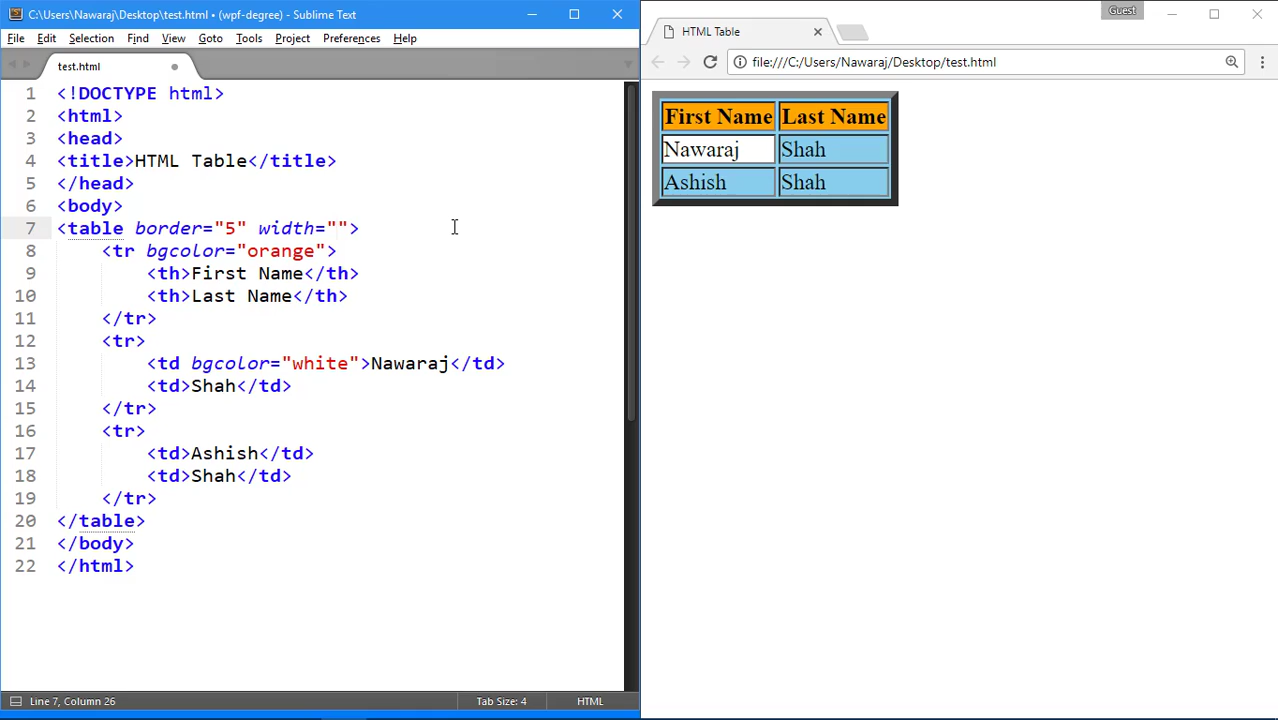 C:\Users\Nawaraj\Desktop\test.html • (wpf-degree) - Sublime Text
File Edit Selection Find View Goto Tools Project Preferences Help
test.html
1 <!DOCTYPE html>
2 <html>
3 <head>
4 <title>HTML Table</title>
5 </head>
6 <body>
7 <table border="5" width="">
8 <tr bgcolor="orange">
9 <th>First Name</th>
10 <th>Last Name</th>
11 </tr>
12 <tr>
13 <td bgcolor="white">Nawaraj</td>
14 <td>Shah</td>
15 </tr>
16 <tr>
17 <td>Ashish</td>
18 <td>Shah</td>
19 </tr>
20 </table>
21 </body>
22 </html>
Line 7, Column 26 Tab Size: 4 HTML
Guest
HTML Table
file:///C:/Users/Nawaraj/Desktop/test.html
First Name Last Name
Nawaraj Shah
Ashish Shah